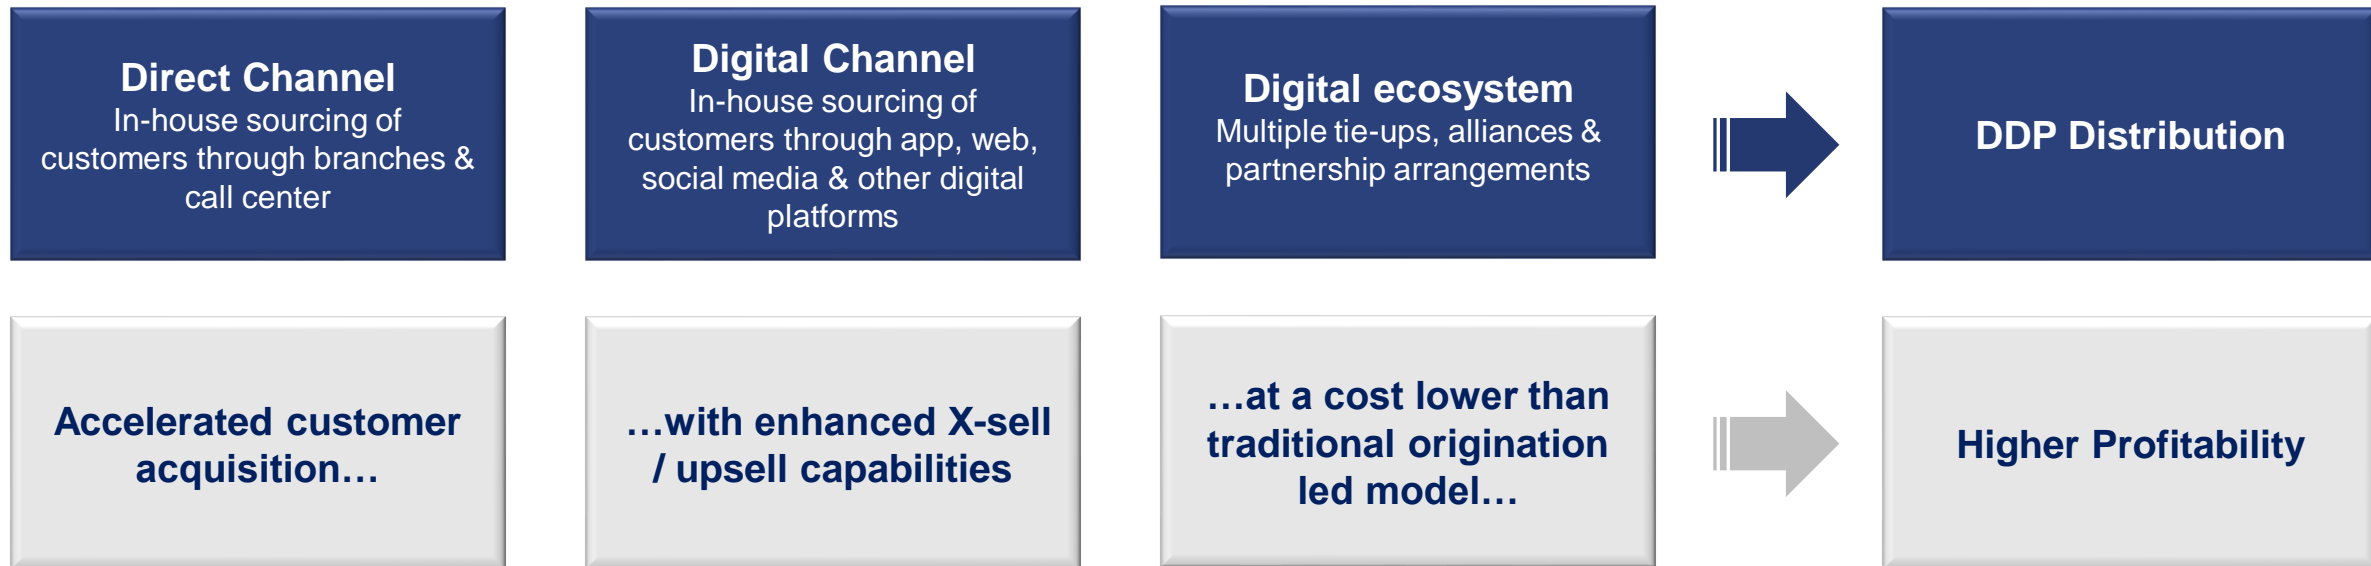 Direct Channel
In-house sourcing of
customers through branches &
call center
Digital Channel
In-house sourcing of
customers through app, web,
social media & other digital
platforms
Digital ecosystem
Multiple tie-ups, alliances &
partnership arrangements
DDP Distribution
Accelerated customer
acquisition…
…with enhanced X-sell
/ upsell capabilities
…at a cost lower than
traditional origination
led model…
Higher Profitability